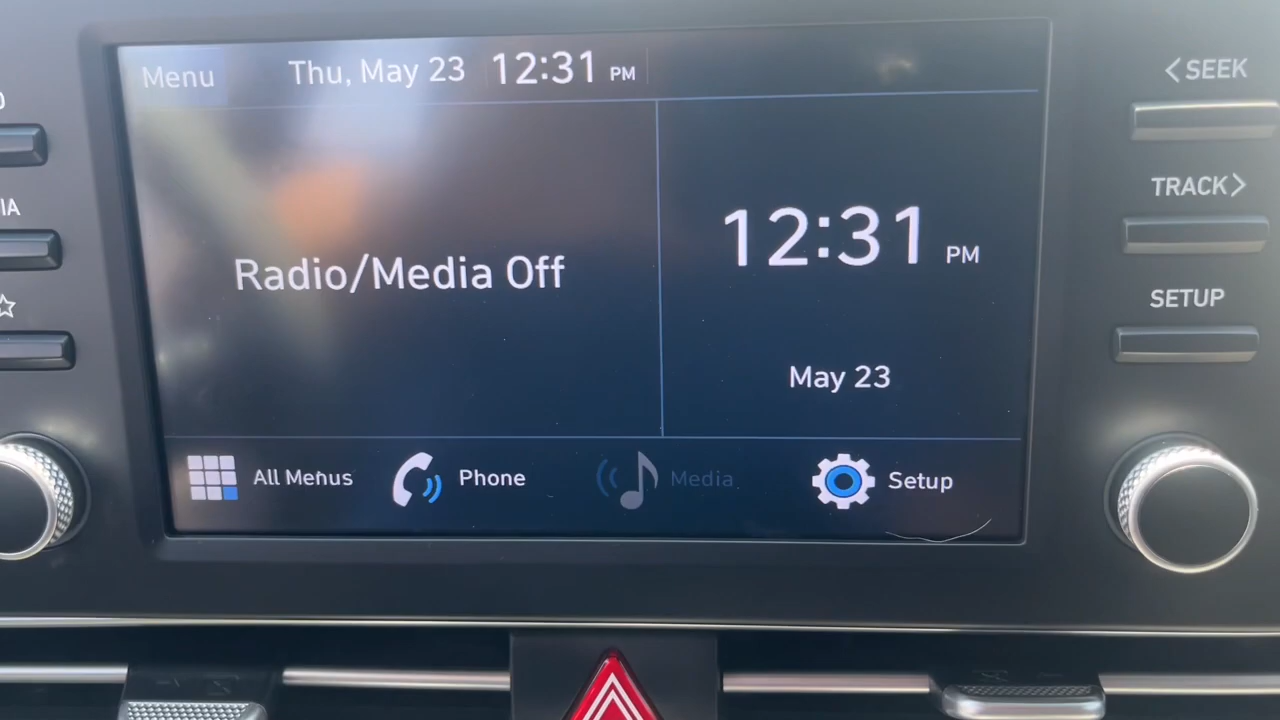 Menu Thu, May 23 12:31 PM
<SEEK
TRACK>
SETUP
Radio/Media Off
12:31 PM
May 23
All Menus Phone Media Setup